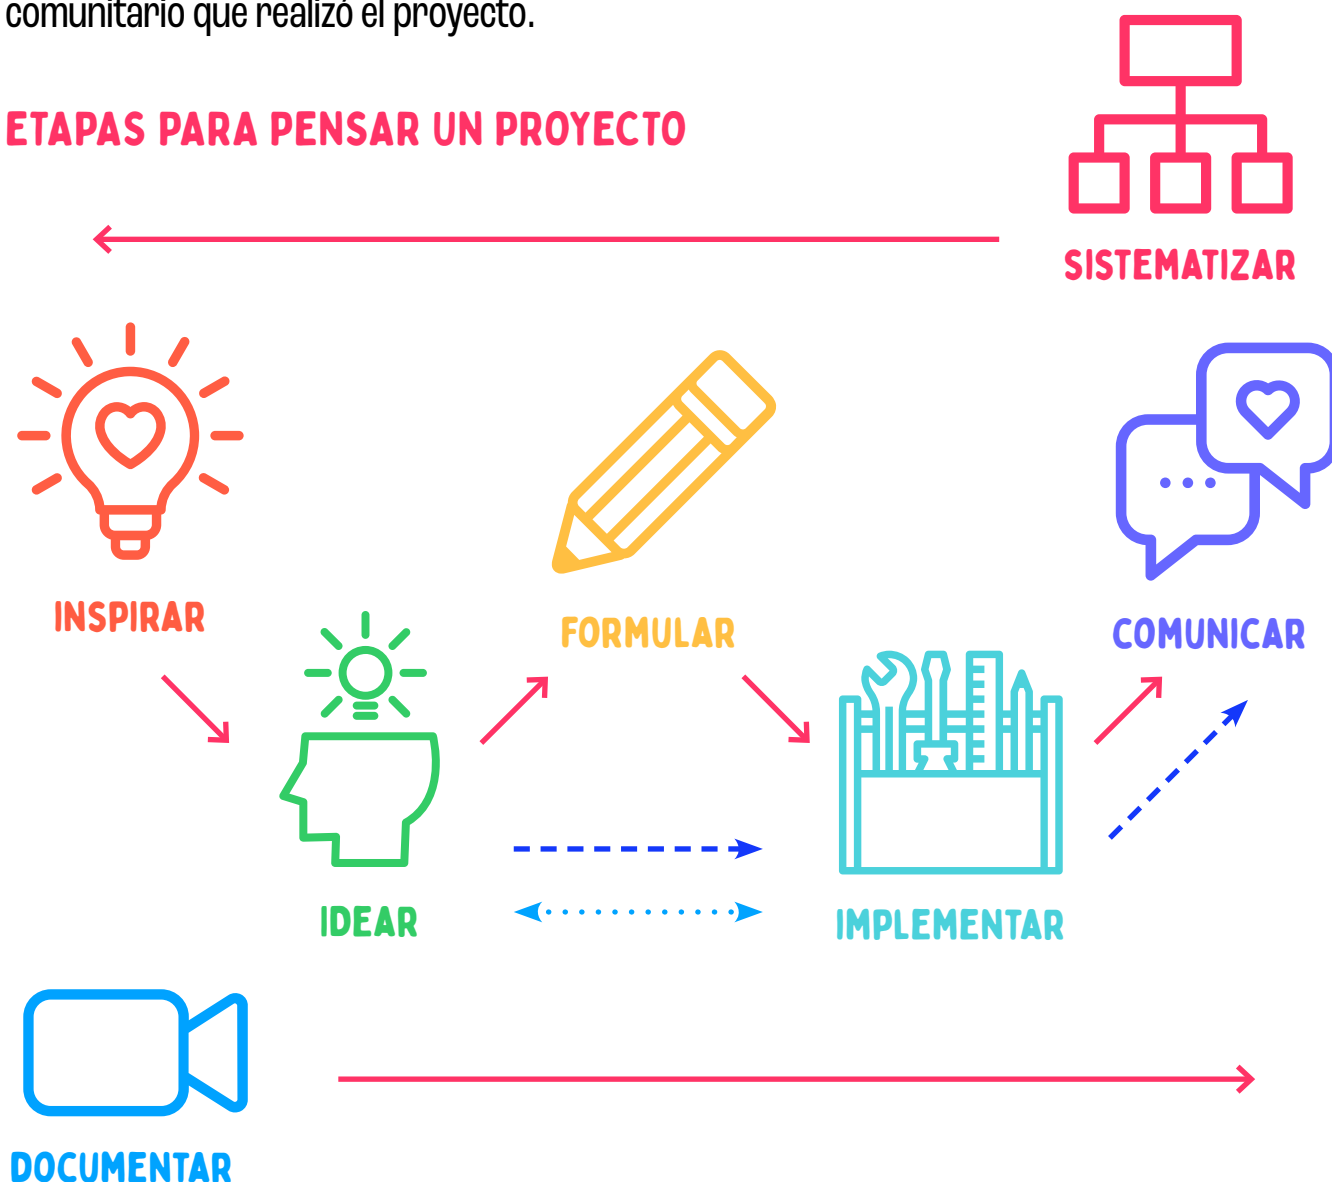 comunitario que realizó el proyecto.
ETAPAS PARA PENSAR UN PROYECTO
SISTEMATIZAR
INSPIRAR
FORMULAR
COMUNICAR
IDEAR
IMPLEMENTAR
DOCUMENTAR